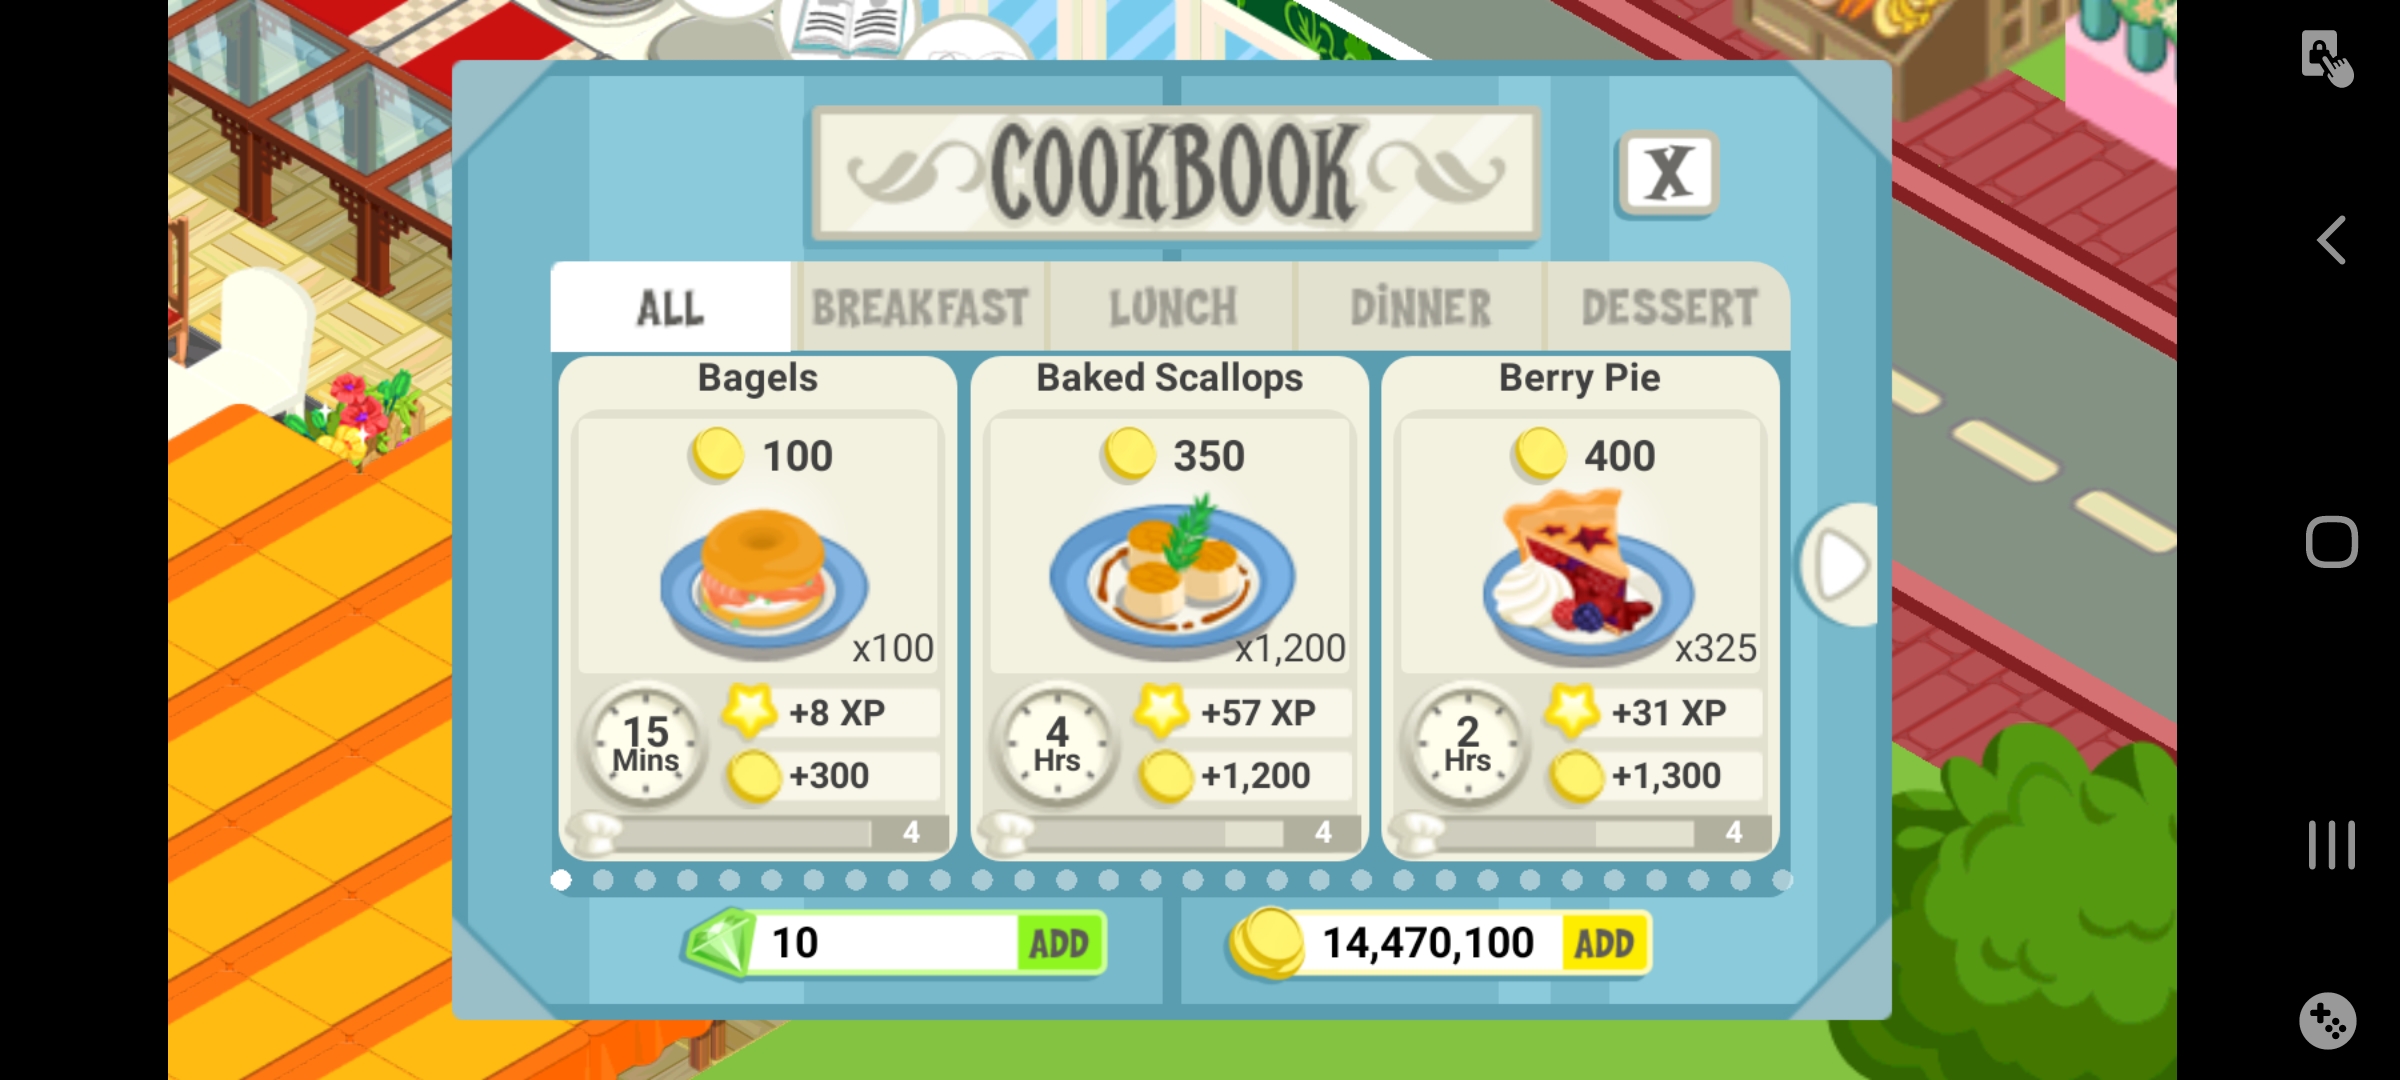 COOKBOOK
X
ALL
BREAKFAST
LUNCH
DINNER
DESSERT
Bagels
100
x100
15
Mins
+8 XP
+300
4
Baked Scallops
350
x1,200
4
Hrs
+57 XP
+1,200
4
Berry Pie
400
x325
2
Hrs
+31 XP
+1,300
4
10
ADD
14,470,100
ADD